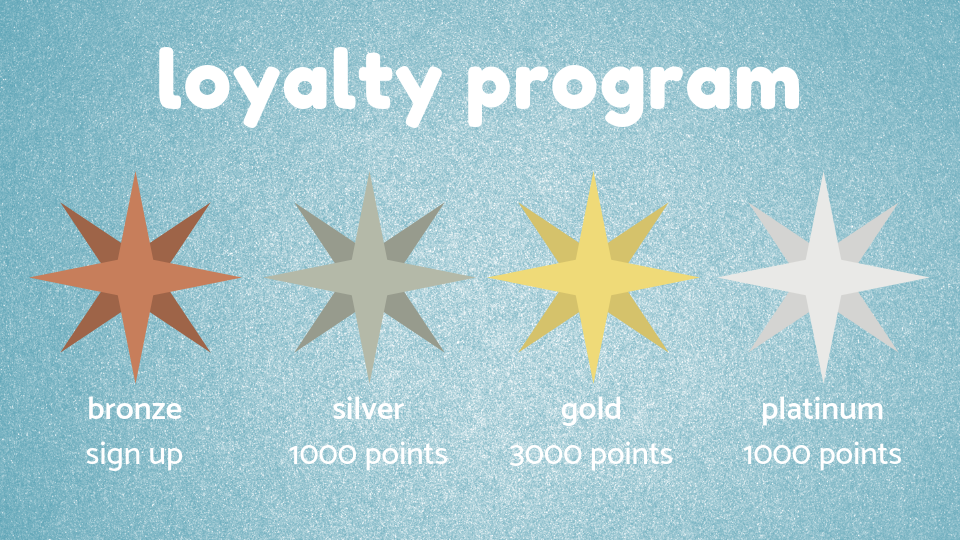 loyalty program
bronze
sign up
silver
1000 points
gold
3000 points
platinum
1000 points